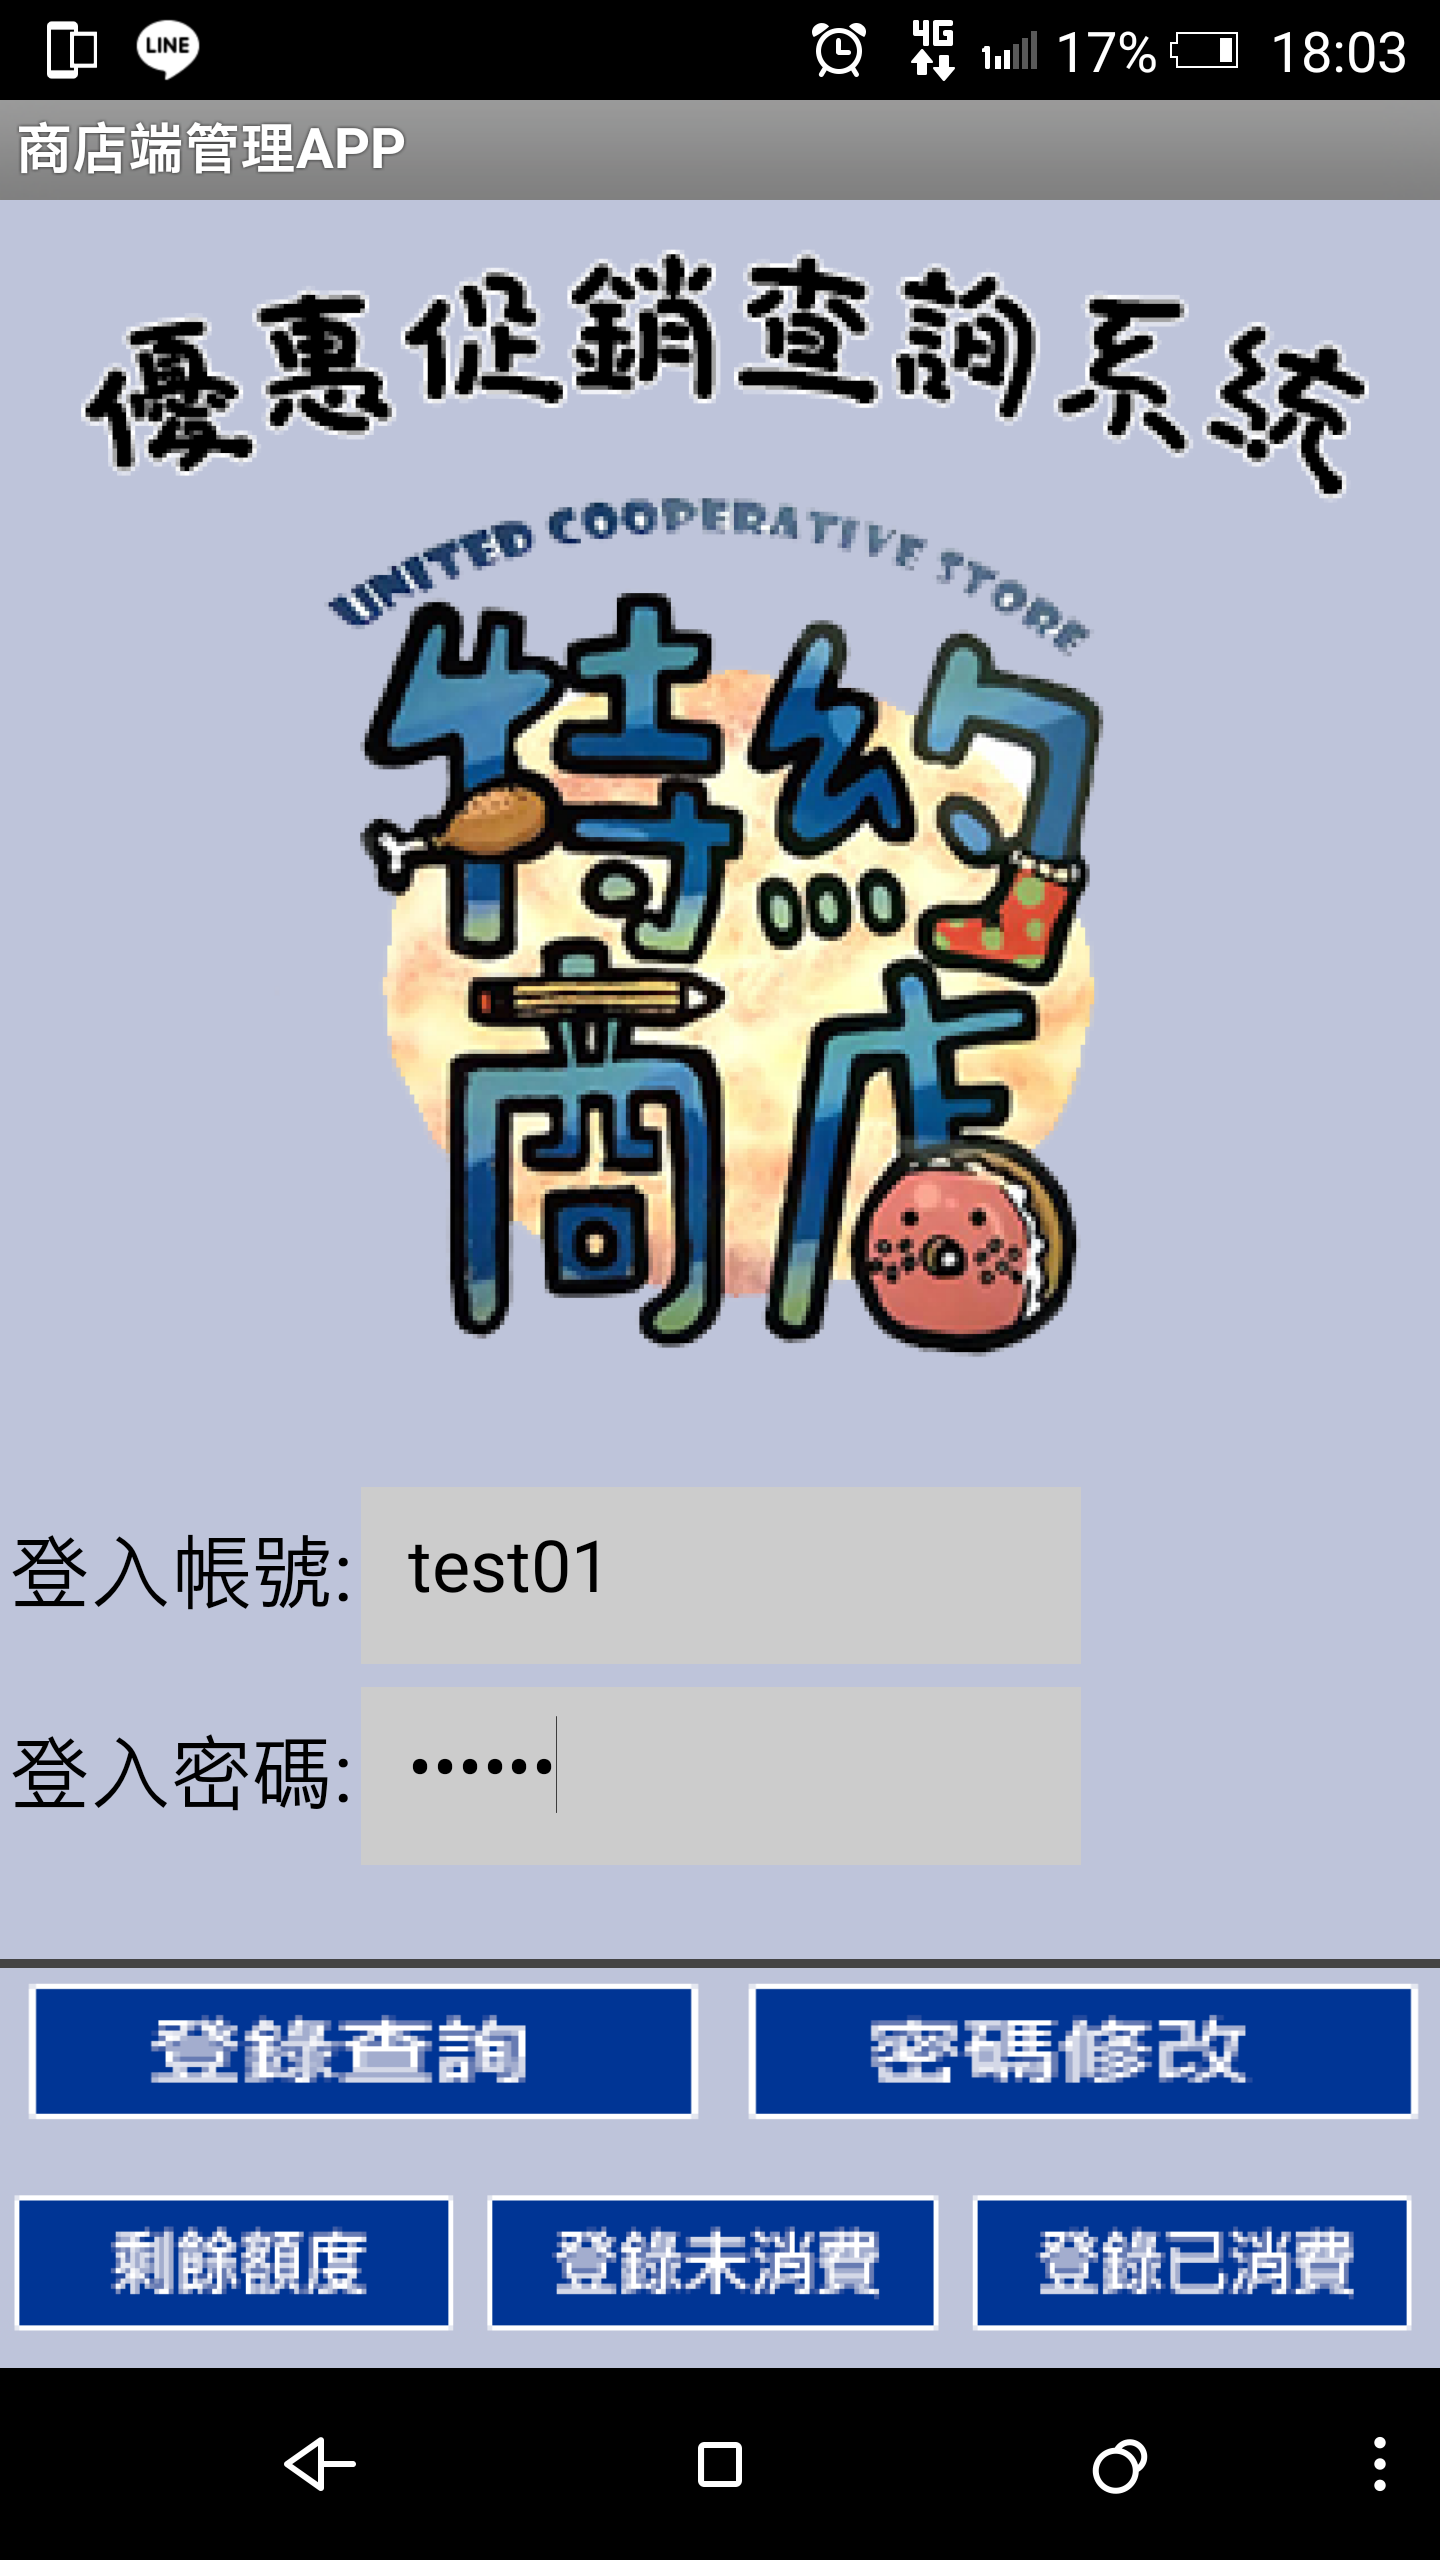 LINE 4G 17% 18:03
商店端管理APP
優惠促銷查詢系統
UNITED COOPERATIVE STORE
特約
商店
登入帳號: test01
登入密碼: ••••••
登錄查詢 密碼修改
剩餘額度 登錄未消費 登錄已消費